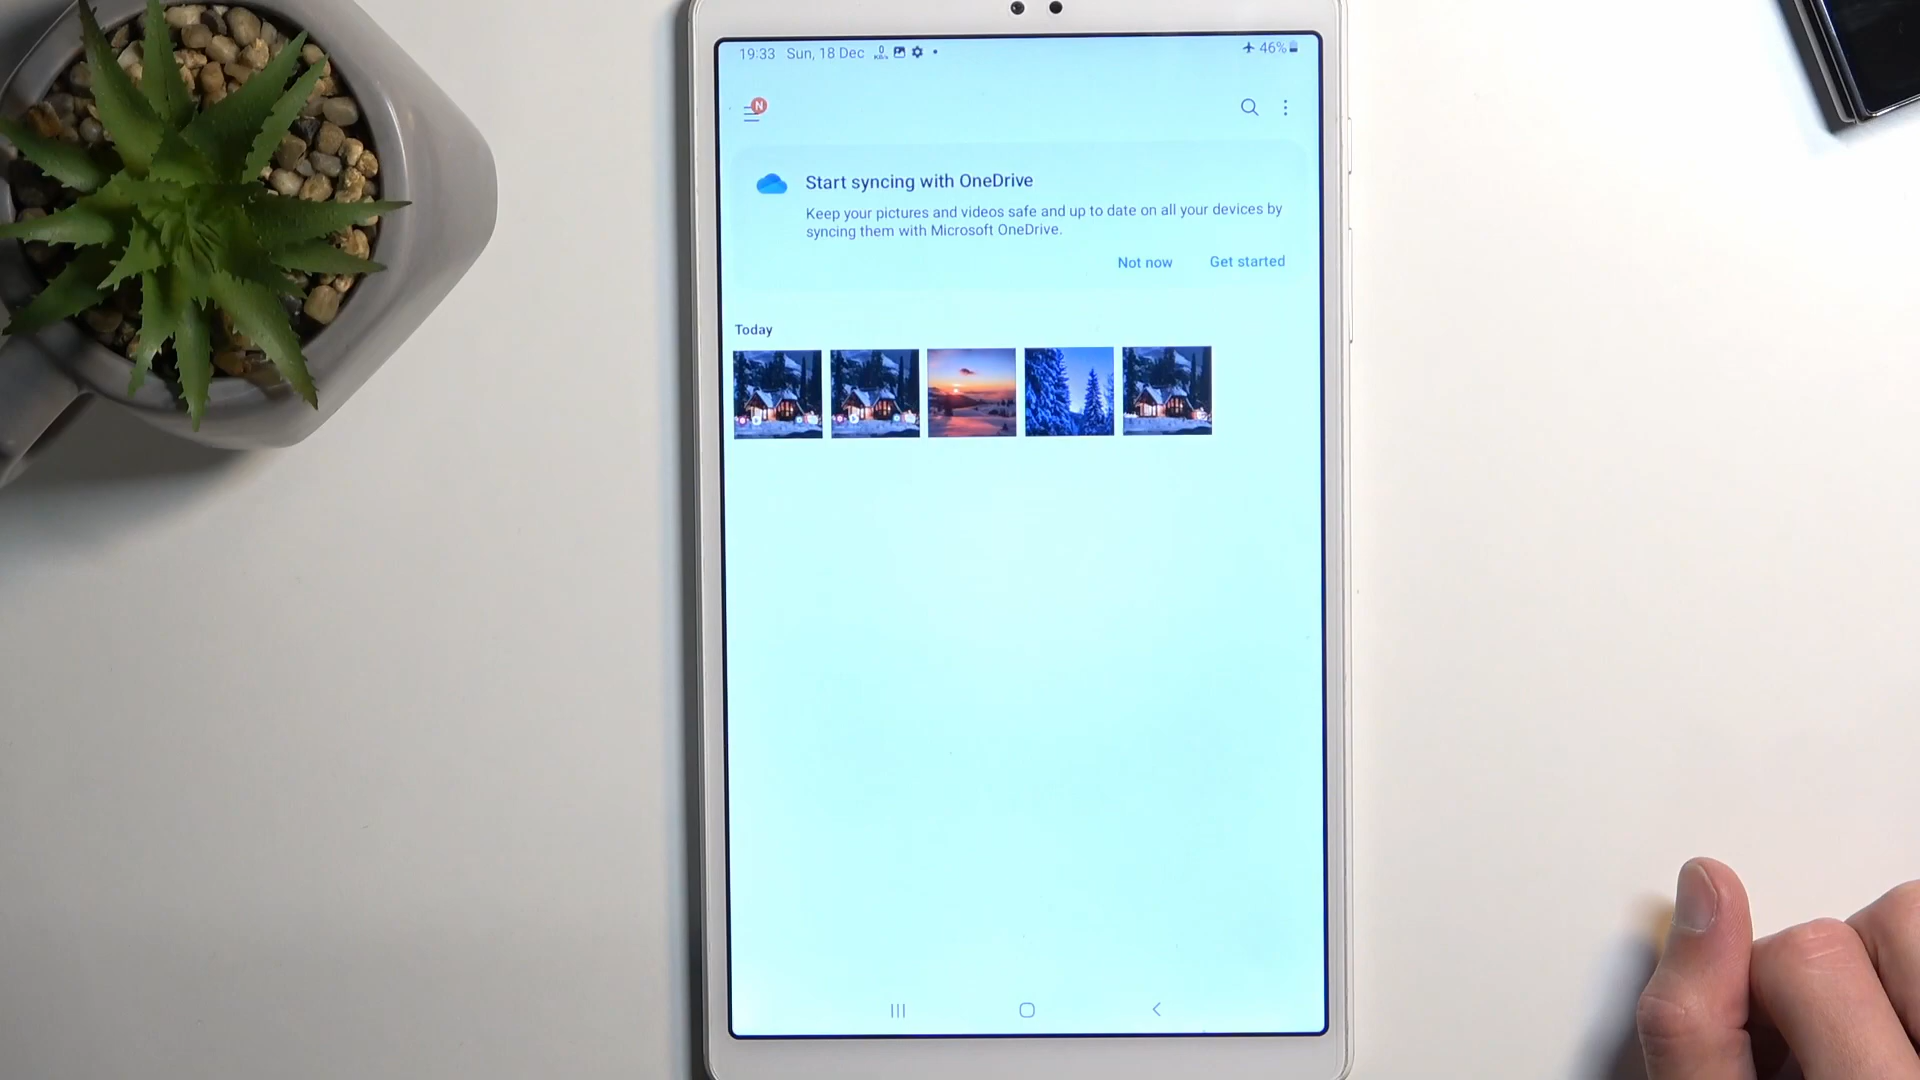 19:33 Sun, 18 Dec
46%
N
Start syncing with OneDrive
Keep your pictures and videos safe and up to date on all your devices by
syncing them with Microsoft OneDrive.
Not now Get started
Today